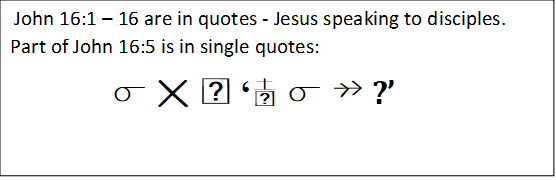 John 16:1 – 16 are in quotes - Jesus speaking to disciples.
Part of John 16:5 is in single quotes:
σ ✕ ‘ σ ↠ ?’